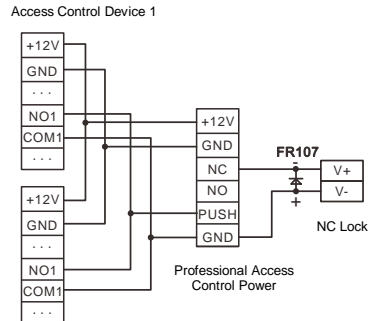 Access Control Device 1
+12V
GND
...
NO1
COM1
...
+12V
GND
...
NO1
COM1
...
+12V
GND
NC
NO
PUSH
GND
Professional Access
Control Power
FR107
-
+
V+
V-
NC Lock